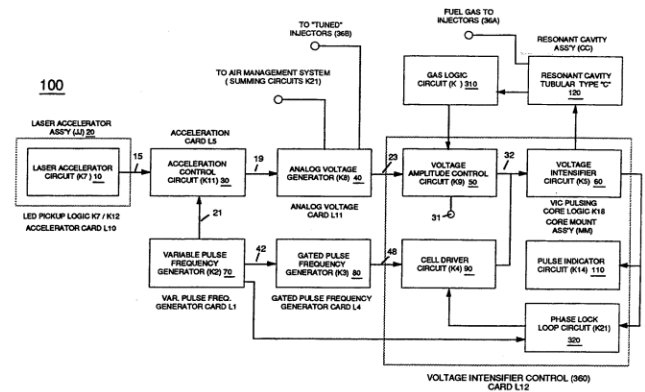 FUEL GAS TO
INJECTORS (36A)
TO "TUNED"
INJECTORS (36B)
RESONANT CAVITY
ASS'Y (CC)
TO AIR MANAGEMENT SYSTEM
( SUMMING CIRCUITS K21)
GAS LOGIC
CIRCUIT (K ) 310
RESONANT CAVITY
TUBULAR TYPE "C"
120
100
LASER ACCELERATOR
ASS'Y (JJ) 20
ACCELERATION
CARD L5
LASER ACCELERATOR
CIRCUIT (K7) 10
15
ACCELERATION
CONTROL
CIRCUIT (K11) 30
19
ANALOG VOLTAGE
GENERATOR (K8) 40
23
VOLTAGE
AMPLITUDE CONTROL
CIRCUIT (K9) 50
32
VOLTAGE
INTENSIFIER
CIRCUIT (K5) 60
LED PICKUP LOGIC K7 / K12
ACCELERATOR CARD L10
21
ANALOG VOLTAGE
CARD L11
31
VIC PULSING
CORE LOGIC K18
CORE MOUNT
ASS'Y (MM)
VARIABLE PULSE
FREQUENCY
GENERATOR (K2) 70
42
GATED PULSE
FREQUENCY
GENERATOR (K3) 80
48
CELL DRIVER
CIRCUIT (K4) 90
PULSE INDICATOR
CIRCUIT (K14) 110
VAR. PULSE FREQ.
GENERATOR CARD L1
GATED PULSE FREQUENCY
GENERATOR CARD L4
PHASE LOCK
LOOP CIRCUIT (K21)
320
VOLTAGE INTENSIFIER CONTROL (360)
CARD L12